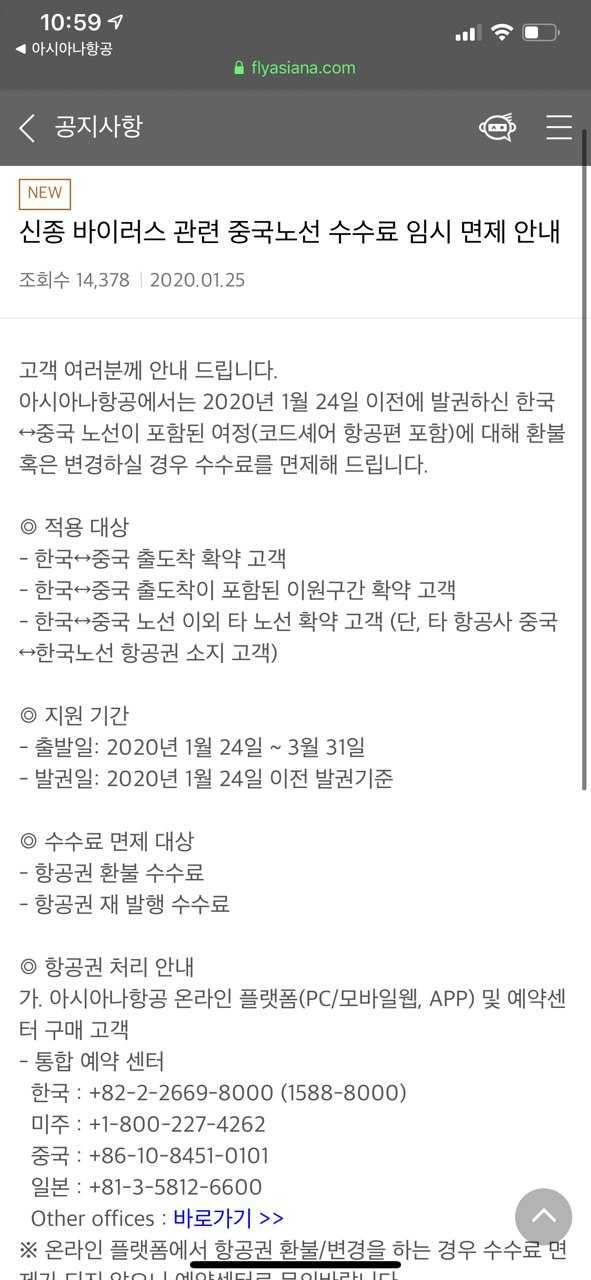 10:59
◀ 아시아나항공
flyasiana.com
공지사항
NEW
신종 바이러스 관련 중국노선 수수료 임시 면제 안내
조회수 14,378 | 2020.01.25
고객 여러분께 안내 드립니다.
아시아나항공에서는 2020년 1월 24일 이전에 발권하신 한국
↔중국 노선이 포함된 여정(코드셰어 항공편 포함)에 대해 환불
혹은 변경하실 경우 수수료를 면제해 드립니다.
◎ 적용 대상
- 한국↔중국 출도착 확약 고객
- 한국↔중국 출도착이 포함된 이원구간 확약 고객
- 한국↔중국 노선 이외 타 노선 확약 고객 (단, 타 항공사 중국
↔한국노선 항공권 소지 고객)
◎ 지원 기간
- 출발일: 2020년 1월 24일 ~ 3월 31일
- 발권일: 2020년 1월 24일 이전 발권기준
◎ 수수료 면제 대상
- 항공권 환불 수수료
- 항공권 재 발행 수수료
◎ 항공권 처리 안내
가. 아시아나항공 온라인 플랫폼(PC/모바일웹, APP) 및 예약센
터 구매 고객
- 통합 예약 센터
한국 : +82-2-2669-8000 (1588-8000)
미주 : +1-800-227-4262
중국 : +86-10-8451-0101
일본 : +81-3-5812-6600
Other offices : 바로가기 >>
※ 온라인 플랫폼에서 항공권 환불/변경을 하는 경우 수수료 면
제가 되지 않으니 예약센터로 문의바랍니다